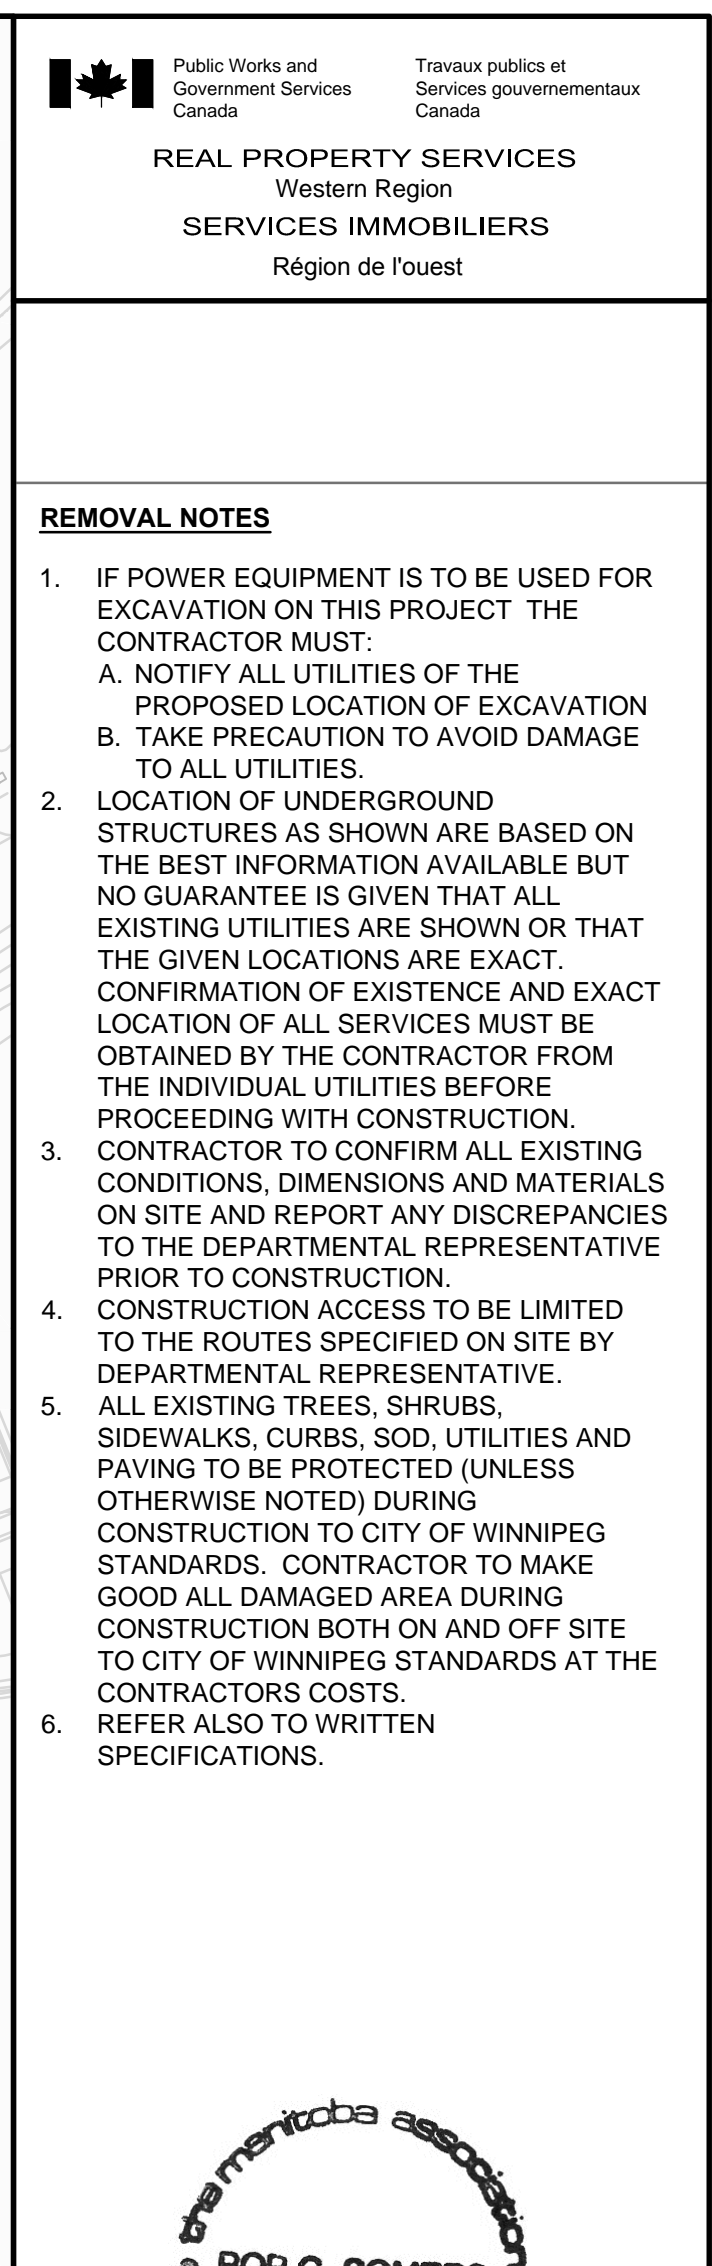 Public Works and
Government Services
Canada
Travaux publics et
Services gouvernementaux
Canada
REAL PROPERTY SERVICES
Western Region
SERVICES IMMOBILIERS
Région de l'ouest
REMOVAL NOTES
1. IF POWER EQUIPMENT IS TO BE USED FOR
EXCAVATION ON THIS PROJECT THE
CONTRACTOR MUST:
A. NOTIFY ALL UTILITIES OF THE
PROPOSED LOCATION OF EXCAVATION
B. TAKE PRECAUTION TO AVOID DAMAGE
TO ALL UTILITIES.
2. LOCATION OF UNDERGROUND
STRUCTURES AS SHOWN ARE BASED ON
THE BEST INFORMATION AVAILABLE BUT
NO GUARANTEE IS GIVEN THAT ALL
EXISTING UTILITIES ARE SHOWN OR THAT
THE GIVEN LOCATIONS ARE EXACT.
CONFIRMATION OF EXISTENCE AND EXACT
LOCATION OF ALL SERVICES MUST BE
OBTAINED BY THE CONTRACTOR FROM
THE INDIVIDUAL UTILITIES BEFORE
PROCEEDING WITH CONSTRUCTION.
3. CONTRACTOR TO CONFIRM ALL EXISTING
CONDITIONS, DIMENSIONS AND MATERIALS
ON SITE AND REPORT ANY DISCREPANCIES
TO THE DEPARTMENTAL REPRESENTATIVE
PRIOR TO CONSTRUCTION.
4. CONSTRUCTION ACCESS TO BE LIMITED
TO THE ROUTES SPECIFIED ON SITE BY
DEPARTMENTAL REPRESENTATIVE.
5. ALL EXISTING TREES, SHRUBS,
SIDEWALKS, CURBS, SOD, UTILITIES AND
PAVING TO BE PROTECTED (UNLESS
OTHERWISE NOTED) DURING
CONSTRUCTION TO CITY OF WINNIPEG
STANDARDS. CONTRACTOR TO MAKE
GOOD ALL DAMAGED AREA DURING
CONSTRUCTION BOTH ON AND OFF SITE
TO CITY OF WINNIPEG STANDARDS AT THE
CONTRACTORS COSTS.
6. REFER ALSO TO WRITTEN
SPECIFICATIONS.
the manitoba association